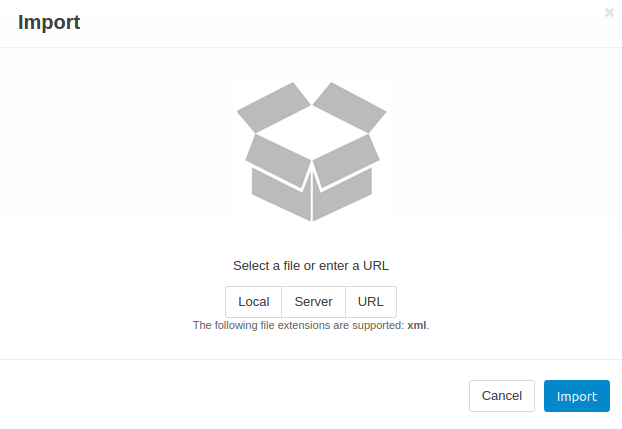 Import
Select a file or enter a URL
Local Server URL
The following file extensions are supported: xml.
Cancel Import